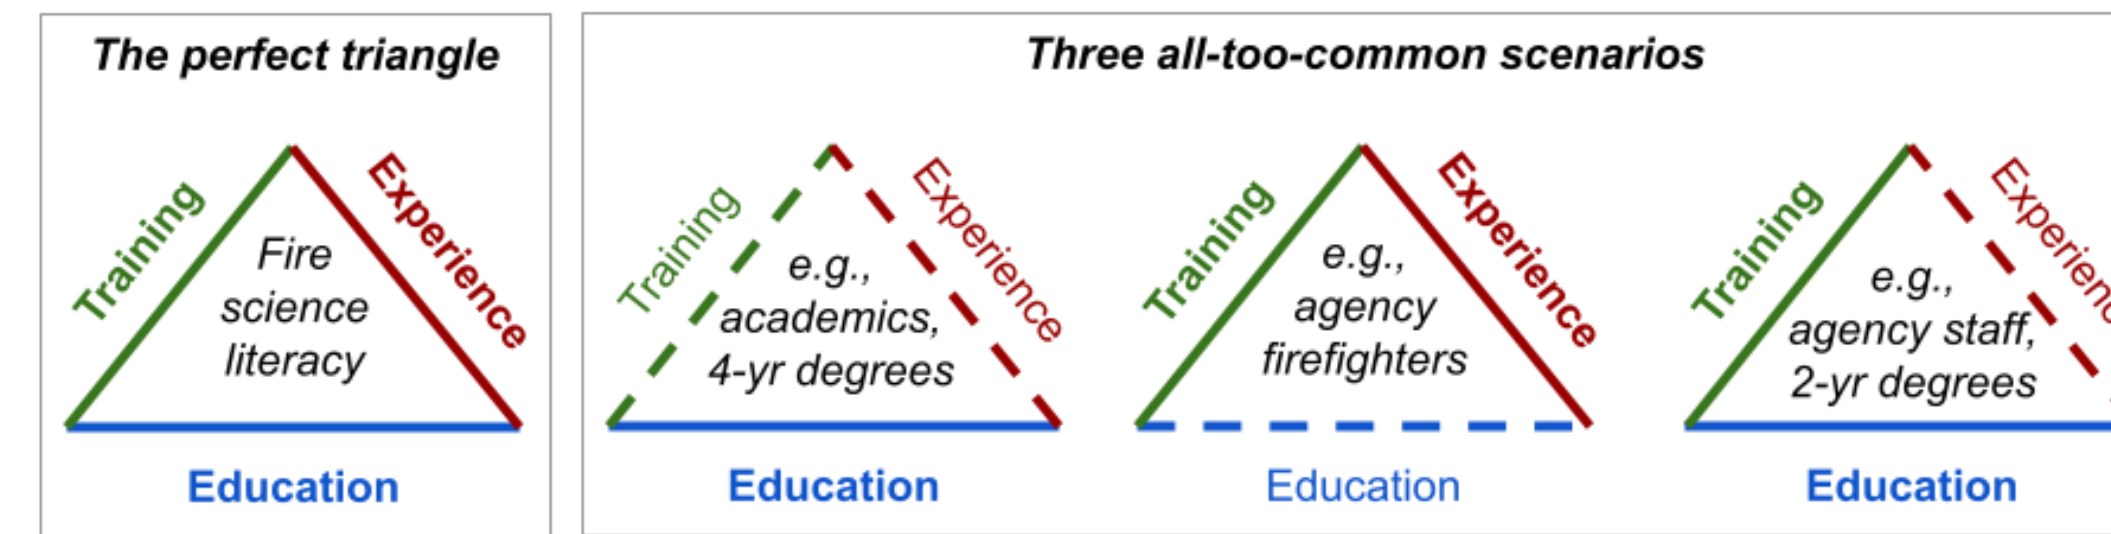 The perfect triangle
Training
Experience
Fire
science
literacy
Education
Three all-too-common scenarios
Training
Experience
e.g.,
academics,
4-yr degrees
Education
Training
Experience
e.g.,
agency
firefighters
Education
Training
e.g.,
agency staff,
2-yr degrees
Education